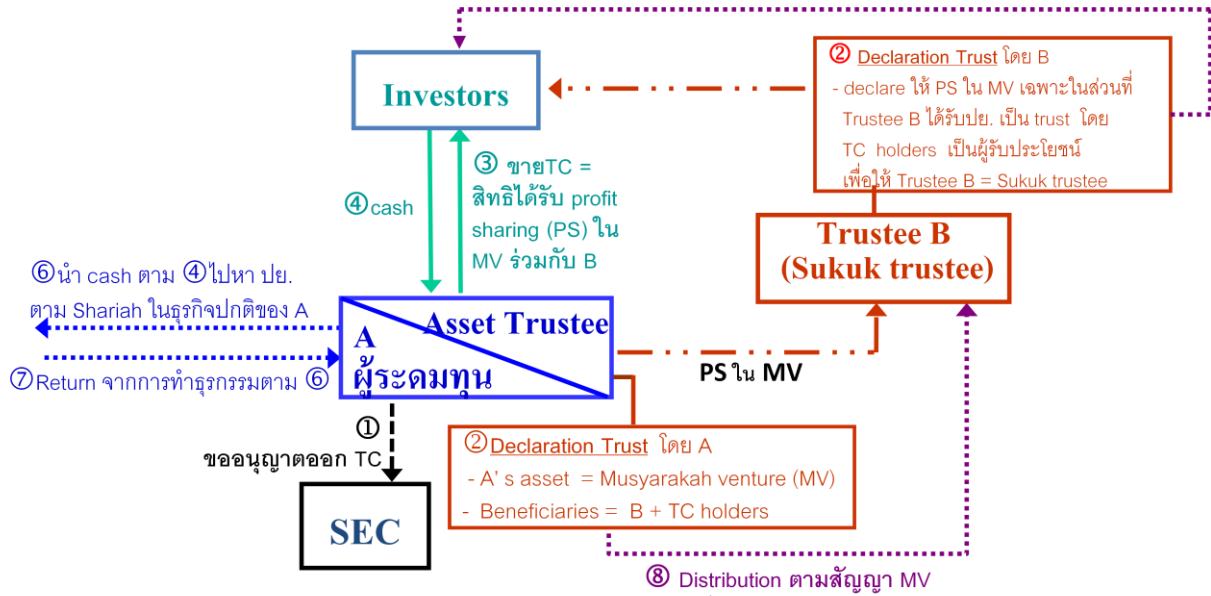 Investors
② Declaration Trust โดย B
- declare ให้ PS ใน MV เฉพาะในส่วนที่
Trustee B ได้รับปย. เป็น trust โดย
TC holders เป็นผู้รับประโยชน์
เพื่อให้ Trustee B = Sukuk trustee
③ ขายTC =
สิทธิได้รับ profit
sharing (PS) ใน
MV ร่วมกับ B
④cash
Trustee B
(Sukuk trustee)
⑥นำ cash ตาม ④ไปหา ปย.
ตาม Shariah ในธุรกิจปกติของ A
Asset Trustee
A
ผู้ระดมทุน
⑦Return จากการทำธุรกรรมตาม ⑥
PS ใน MV
①
ขออนุญาตออก TC
②Declaration Trust โดย A
- A' s asset = Musyarakah venture (MV)
- Beneficiaries = B + TC holders
SEC
⑧ Distribution ตามสัญญา MV